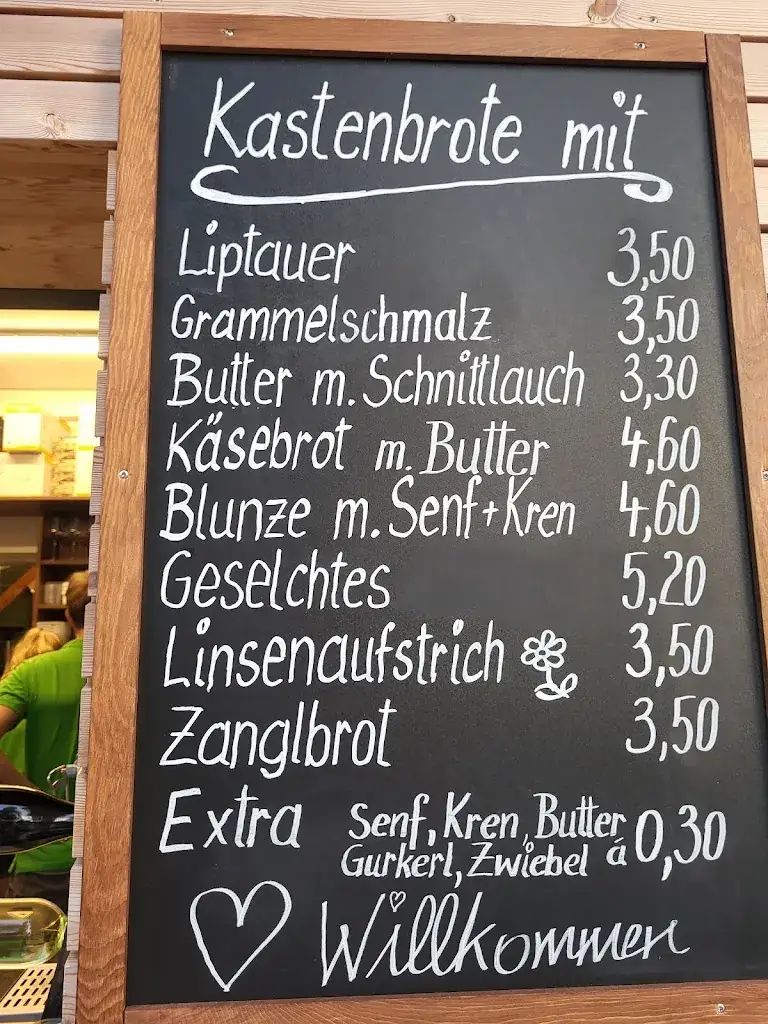 Kastenbrote mit
Liptauer 3,50
Grammelschmalz 3,50
Butter m. Schnittlauch 3,30
Käsebrot m. Butter 4,60
Blunze m. Senf + Kren 4,60
Geselchtes 5,20
Linsenaufstrich 3,50
Zanglbrot 3,50
Extra Senf, Kren, Butter
Gurkerl, Zwiebel á 0,30
Willkommen